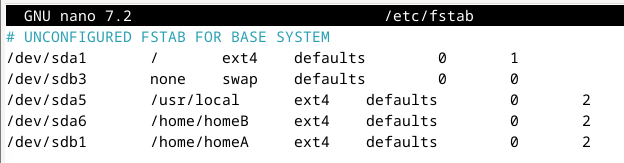 GNU nano 7.2 /etc/fstab
# UNCONFIGURED FSTAB FOR BASE SYSTEM
/dev/sda1 / ext4 defaults 0 1
/dev/sdb3 none swap defaults 0 0
/dev/sda5 /usr/local ext4 defaults 0 2
/dev/sda6 /home/homeB ext4 defaults 0 2
/dev/sdb1 /home/homeA ext4 defaults 0 2